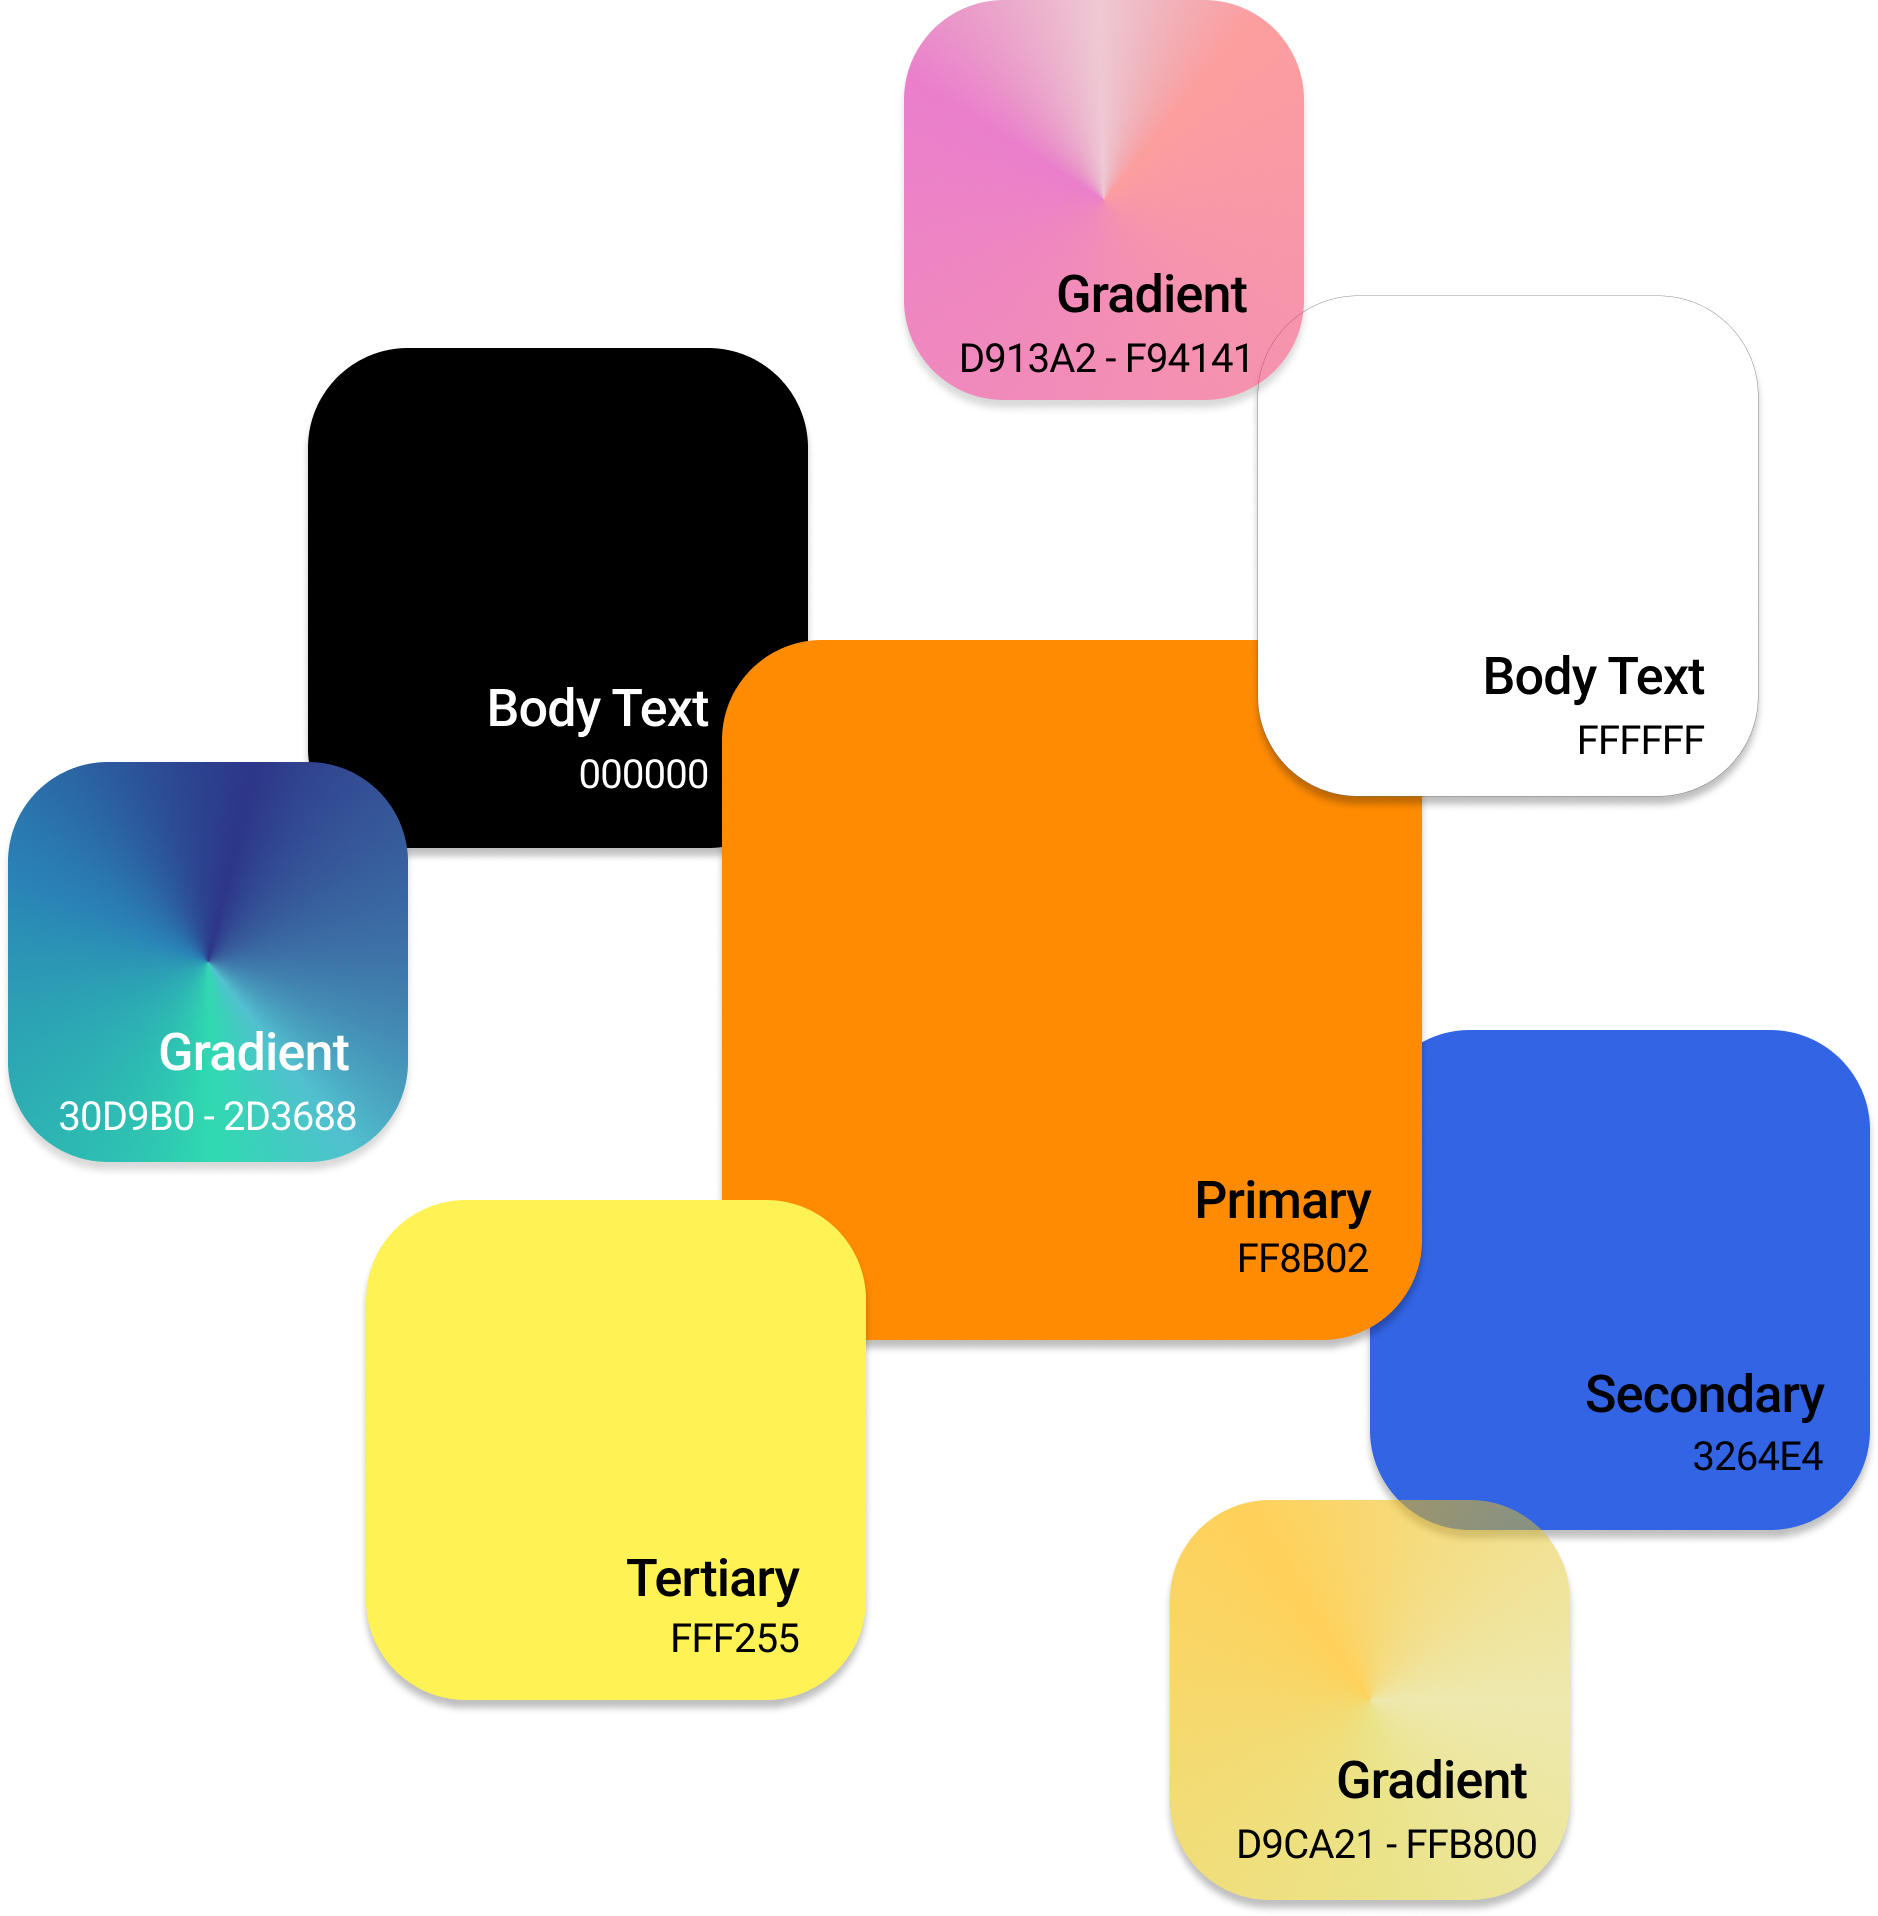 Gradient
D913A2 - F94141
Body Text
FFFFFF
Body Text
000000
Gradient
30D9B0 - 2D3688
Primary
FF8B02
Secondary
3264E4
Tertiary
FFF255
Gradient
D9CA21 - FFB800